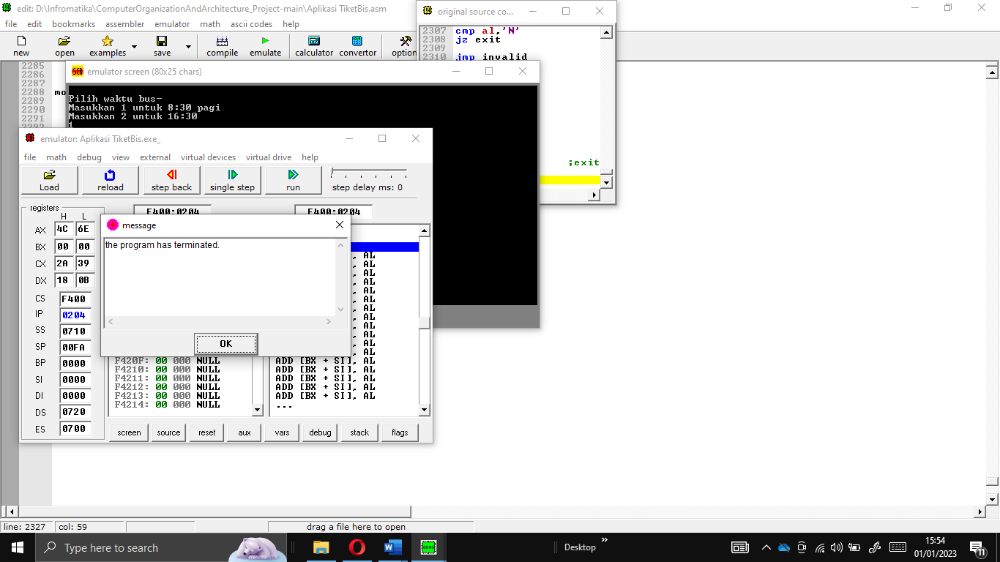 edit: D:\Infromatika\ComputerOrganizationAndArchitecture_Project-main\Aplikasi TiketBis.asm
file edit bookmarks assembler emulator math ascii codes help
new open examples save compile emulate calculator convertor option
2285
2286
2287
2288 mo
2289
2290
2291
original source co...
2307 cmp al,'N'
2308 jz exit
2309
2310 jmp invalid
;exit
emulator screen (80x25 chars)
Pilih waktu bus-
Masukkan 1 untuk 8:30 pagi
Masukkan 2 untuk 16:30
emulator: Aplikasi TiketBis.exe_
file math debug view external virtual devices virtual drive help
Load reload step back single step run step delay ms: 0
registers
F400:0204 F400:0204
H L
AX 4C 6E
BX 00 00
CX 2A 39
DX 18 0B
CS F400
IP 0204
SS 0710
SP 00FA
BP 0000
SI 0000
DI 0000
DS 0720
ES 0700
message
the program has terminated.
OK
, AL
, AL
, AL
, AL
, AL
, AL
, AL
, AL
, AL
, AL
, AL
, AL
F420F: 00 000 NULL ADD [BX + SI], AL
F4210: 00 000 NULL ADD [BX + SI], AL
F4211: 00 000 NULL ADD [BX + SI], AL
F4212: 00 000 NULL ADD [BX + SI], AL
F4213: 00 000 NULL ADD [BX + SI], AL
F4214: 00 000 NULL ...
screen source reset aux vars debug stack flags
line: 2327 col: 59 drag a file here to open
Type here to search
Desktop
15:54
01/01/2023
11